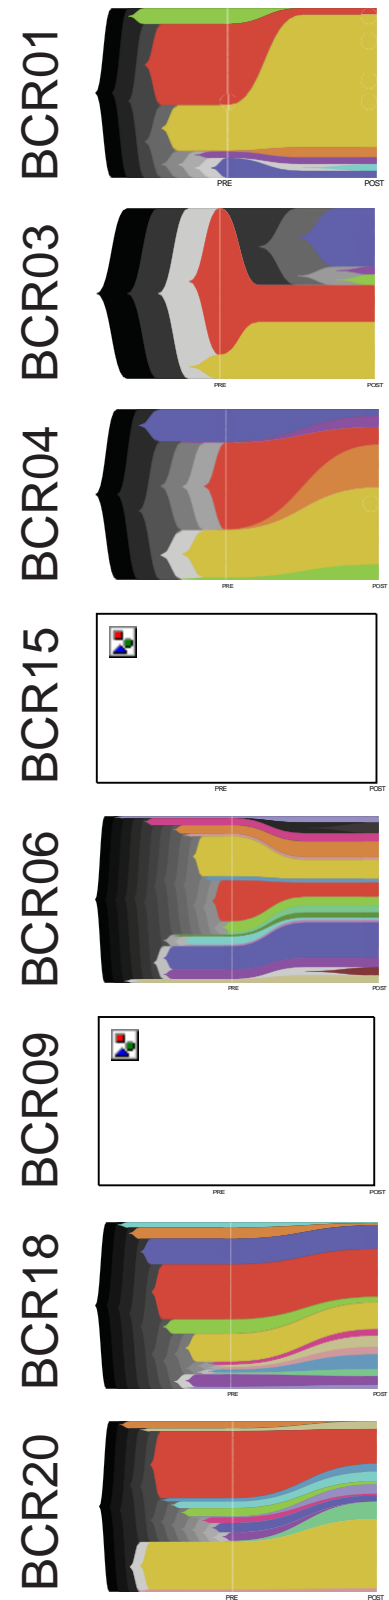 BCR01
PRE POST
BCR03
PRE POST
BCR04
PRE POST
BCR15
PRE POST
BCR06
PRE POST
BCR09
PRE POST
BCR18
PRE POST
BCR20
PRE POST